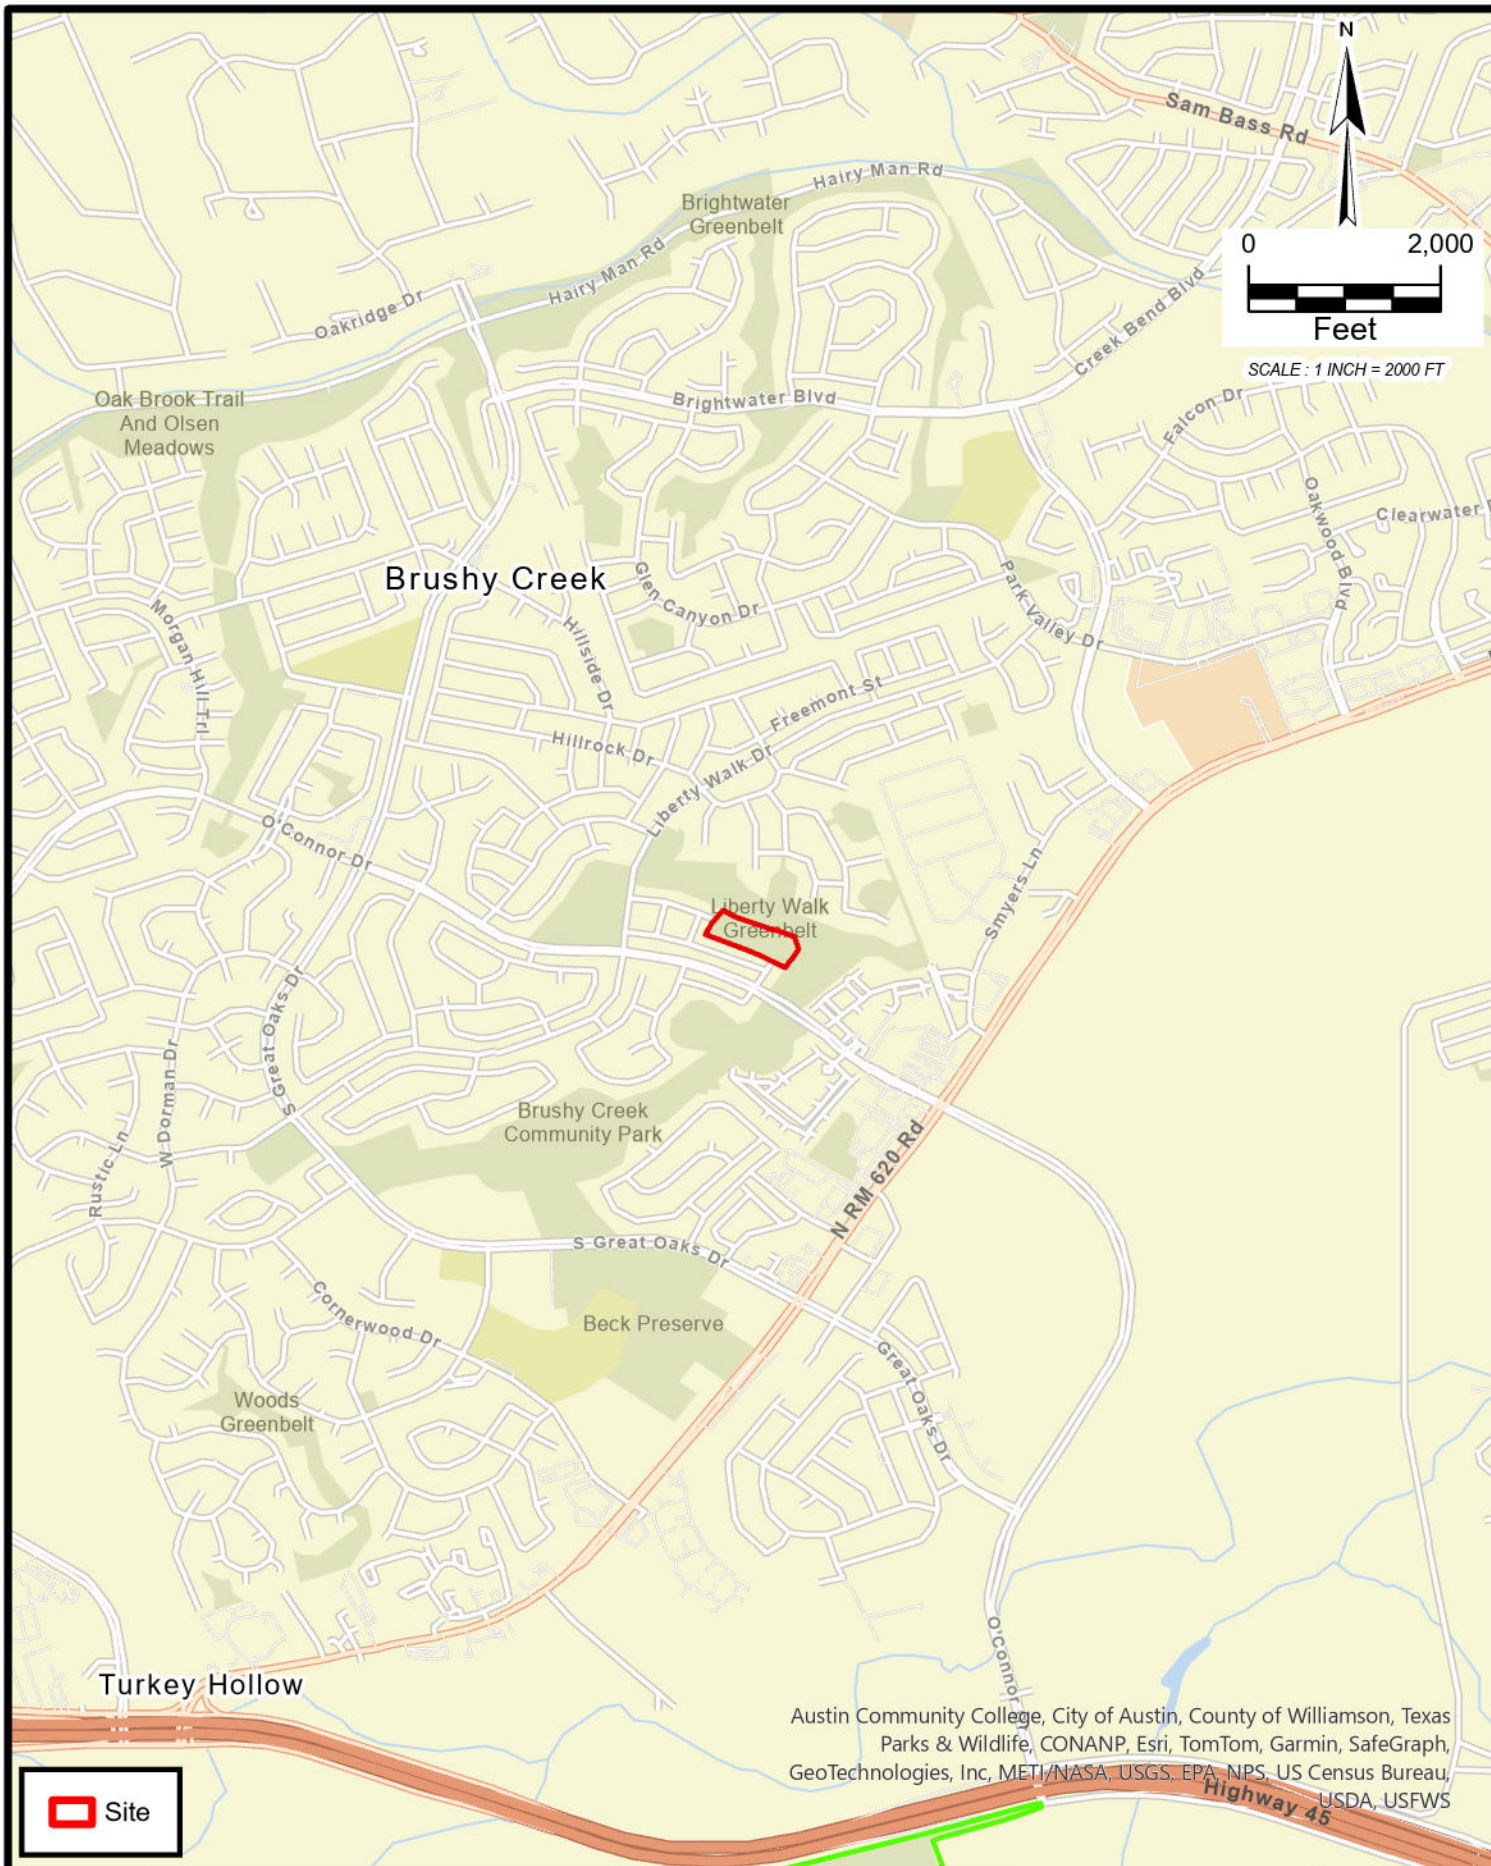 N
Sam Bass Rd
Hairy Man Rd
Brightwater
Greenbelt
0 2,000
Feet
SCALE : 1 INCH = 2000 FT
Hairy Man Rd
Oakridge Dr
Creek Bend Blvd
Oak Brook Trail
And Olsen
Meadows
Brightwater Blvd
Falcon Dr
Oakwood Blvd
Clearwater
Brushy Creek
Glen Canyon Dr
Park Valley Dr
Morgan Hill Trl
Hillside Dr
Freemont St
Hillrock Dr
Liberty Walk Dr
O'Connor Dr
Smyers Ln
Liberty Walk
Greenbelt
S Great Oaks Dr
W Dorman Dr
Rustic Ln
Brushy Creek
Community Park
N RM 620 Rd
S Great Oaks Dr
Cornerwood Dr
Beck Preserve
Great Oaks Dr
Woods
Greenbelt
O'Connor
Turkey Hollow
Austin Community College, City of Austin, County of Williamson, Texas
Parks & Wildlife, CONANP, Esri, TomTom, Garmin, SafeGraph,
GeoTechnologies, Inc, METI/NASA, USGS, EPA, NPS, US Census Bureau,
USDA, USFWS
Highway 45
Site